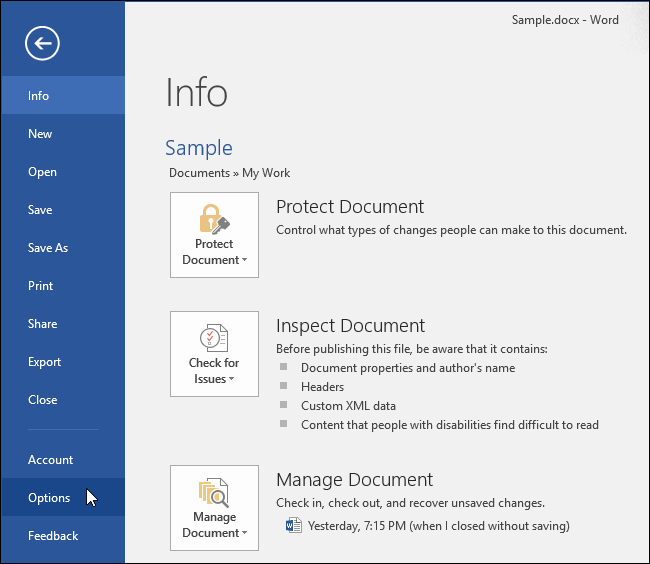 Sample.docx - Word
Info
New
Open
Save
Save As
Print
Share
Export
Close
Account
Options
Feedback
Info
Sample
Documents » My Work
Protect
Document
Protect Document
Control what types of changes people can make to this document.
Check for
Issues
Inspect Document
Before publishing this file, be aware that it contains:
Document properties and author's name
Headers
Custom XML data
Content that people with disabilities find difficult to read
Manage
Document
Manage Document
Check in, check out, and recover unsaved changes.
Yesterday, 7:15 PM (when I closed without saving)